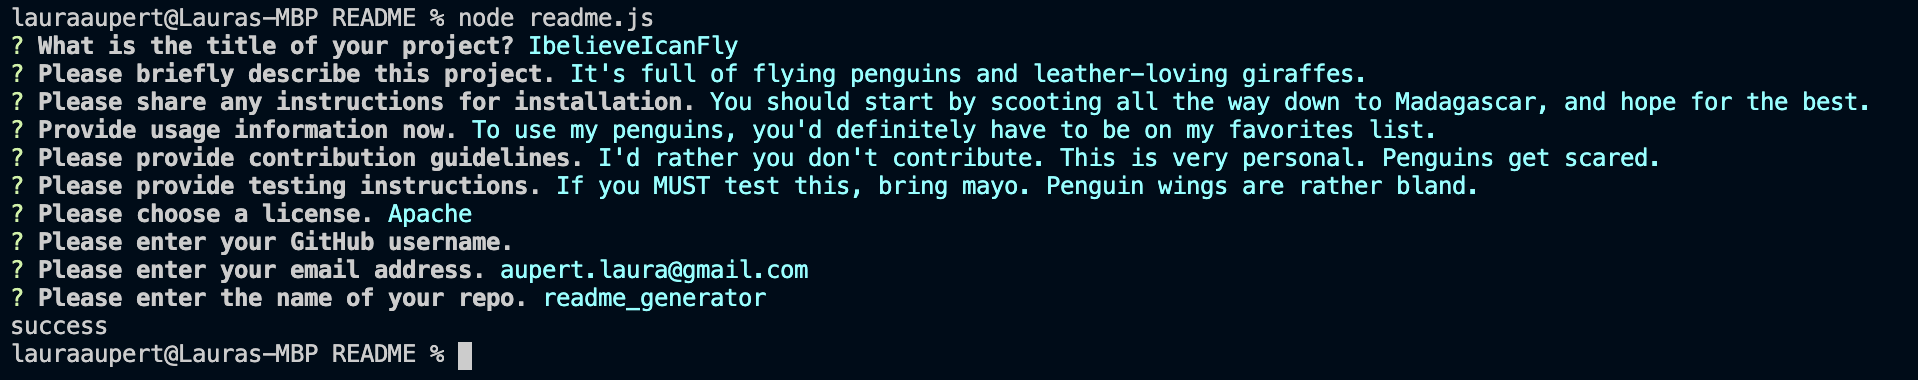 lauraaupert@Lauras-MBP README % node readme.js
? What is the title of your project? IbelieveIcanFly
? Please briefly describe this project. It's full of flying penguins and leather-loving giraffes.
? Please share any instructions for installation. You should start by scooting all the way down to Madagascar, and hope for the best.
? Provide usage information now. To use my penguins, you'd definitely have to be on my favorites list.
? Please provide contribution guidelines. I'd rather you don't contribute. This is very personal. Penguins get scared.
? Please provide testing instructions. If you MUST test this, bring mayo. Penguin wings are rather bland.
? Please choose a license. Apache
? Please enter your GitHub username.
? Please enter your email address. aupert.laura@gmail.com
? Please enter the name of your repo. readme_generator
success
lauraaupert@Lauras-MBP README %